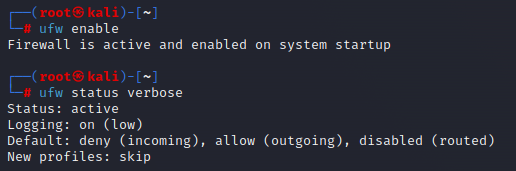 ┌──(root㉿kali)-[~]
└─# ufw enable
Firewall is active and enabled on system startup
┌──(root㉿kali)-[~]
└─# ufw status verbose
Status: active
Logging: on (low)
Default: deny (incoming), allow (outgoing), disabled (routed)
New profiles: skip